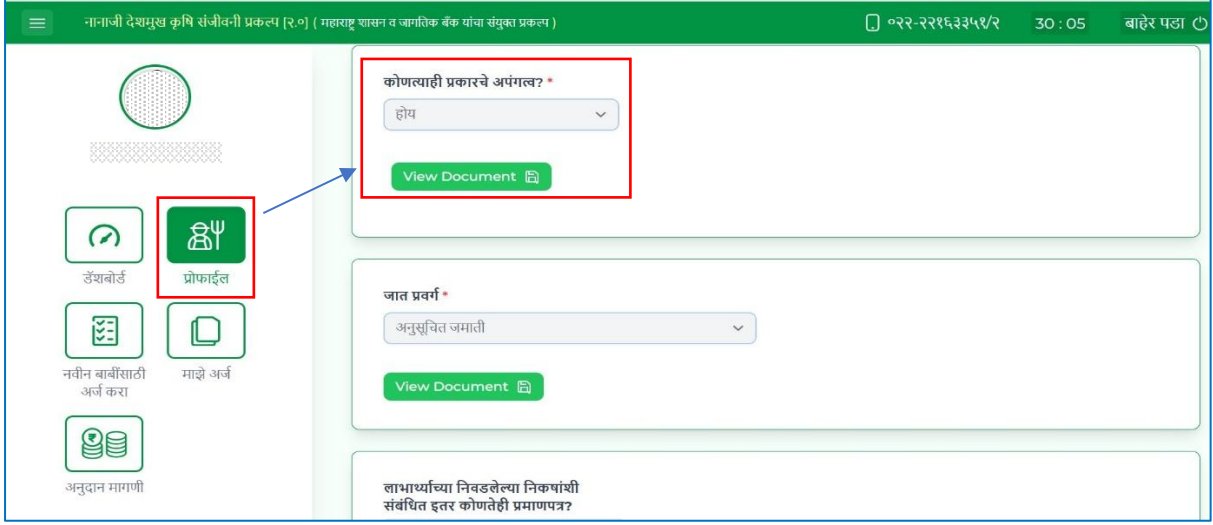 नानाजी देशमुख कृषि संजीवनी प्रकल्प [२.०] ( महाराष्ट्र शासन व जागतिक बँक यांचा संयुक्त प्रकल्प ) ०२२-२२१६३३५१/२ 30 : 05 बाहेर पडा
कोणत्याही प्रकारचे अपंगत्व? *
होय
View Document
डॅशबोर्ड प्रोफाईल
जात प्रवर्ग *
अनुसूचित जमाती
नवीन बाबींसाठी माझे अर्ज
अर्ज करा
View Document
अनुदान मागणी
लाभार्थ्याच्या निवडलेल्या निकषांशी
संबंधित इतर कोणतेही प्रमाणपत्र?